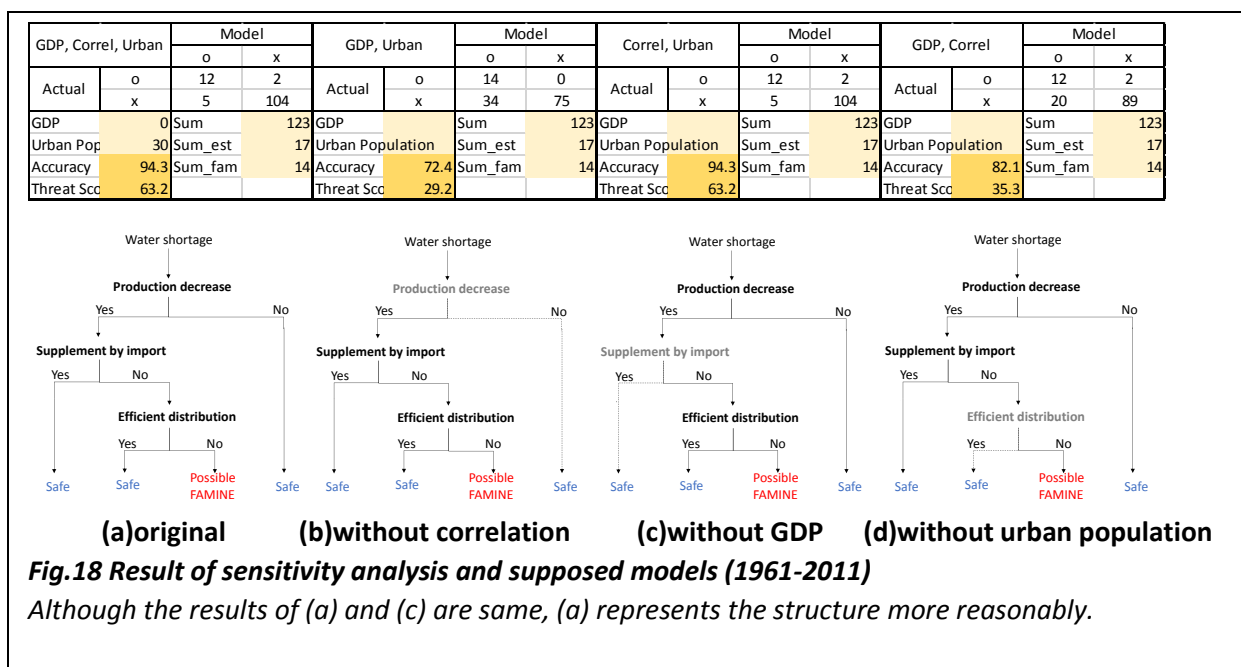 GDP, Correl, Urban Model GDP, Urban Model Correl, Urban Model GDP, Correl Model
o x o x o x o x
Actual o 12 2 Actual o 14 0 Actual o 12 2 Actual o 12 2
x 5 104 x 34 75 x 5 104 x 20 89
GDP 0 Sum 123 GDP Sum 123 GDP Sum 123 GDP Sum 123
Urban Pop 30 Sum_est 17 Urban Population Sum_est 17 Urban Population Sum_est 17 Urban Population Sum_est 17
Accuracy 94.3 Sum_fam 14 Accuracy 72.4 Sum_fam 14 Accuracy 94.3 Sum_fam 14 Accuracy 82.1 Sum_fam 14
Threat Sco 63.2 Threat Sco 29.2 Threat Sco 63.2 Threat Sco 35.3
Water shortage Water shortage Water shortage Water shortage
Production decrease Production decrease Production decrease Production decrease
Yes No Yes No Yes No Yes No
Supplement by import Supplement by import Supplement by import Supplement by import
Yes No Yes No Yes No Yes No
Efficient distribution Efficient distribution Efficient distribution Efficient distribution
Yes No Yes No Yes No Yes No
Safe Safe Possible Safe Safe Safe Possible Safe Safe Safe Possible Safe Safe Safe Possible Safe
FAMINE FAMINE FAMINE FAMINE
(a)original (b)without correlation (c)without GDP (d)without urban population
Fig.18 Result of sensitivity analysis and supposed models (1961-2011)
Although the results of (a) and (c) are same, (a) represents the structure more reasonably.